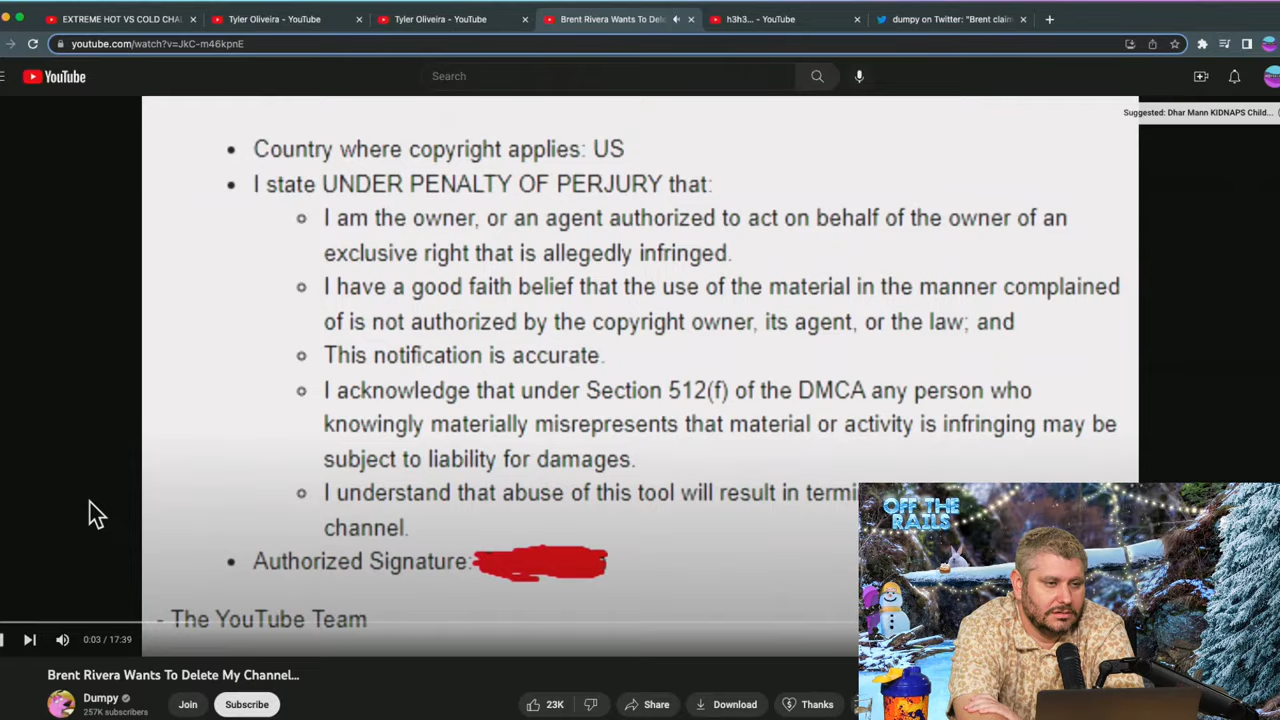 EXTREME HOT VS COLD CHAL
Tyler Oliveira - YouTube
Tyler Oliveira - YouTube
Brent Rivera Wants To Dele
h3h3... - YouTube
dumpy on Twitter: "Brent claim
youtube.com/watch?v=JkC-m46kpnE
YouTube
Search
Suggested: Dhar Mann KIDNAPS Child...
• Country where copyright applies: US
• I state UNDER PENALTY OF PERJURY that:
○ I am the owner, or an agent authorized to act on behalf of the owner of an
exclusive right that is allegedly infringed.
○ I have a good faith belief that the use of the material in the manner complained
of is not authorized by the copyright owner, its agent, or the law; and
○ This notification is accurate.
○ I acknowledge that under Section 512(f) of the DMCA any person who
knowingly materially misrepresents that material or activity is infringing may be
subject to liability for damages.
○ I understand that abuse of this tool will result in termi
channel.
• Authorized Signature:
- The YouTube Team
OFF THE
RAILS
0:03 / 17:39
Brent Rivera Wants To Delete My Channel...
Dumpy
257K subscribers
Join
Subscribe
23K
Share
Download
Thanks